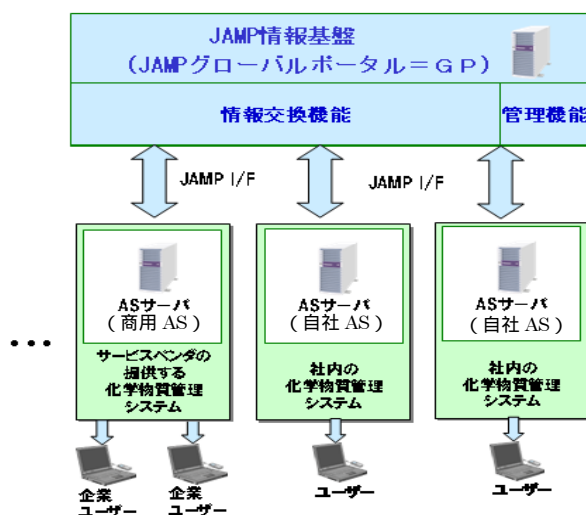 JAMP情報基盤
（JAMPグローバルポータル＝ＧＰ）
情報交換機能
管理機能
JAMP I/F
JAMP I/F
ASサーバ
（商用 AS）
サービスベンダの
提供する
化学物質管理
システム
ASサーバ
（自社 AS）
社内の
化学物質管理
システム
ASサーバ
（自社 AS）
社内の
化学物質管理
システム
・・・
企業
ユーザー
企業
ユーザー
ユーザー
ユーザー